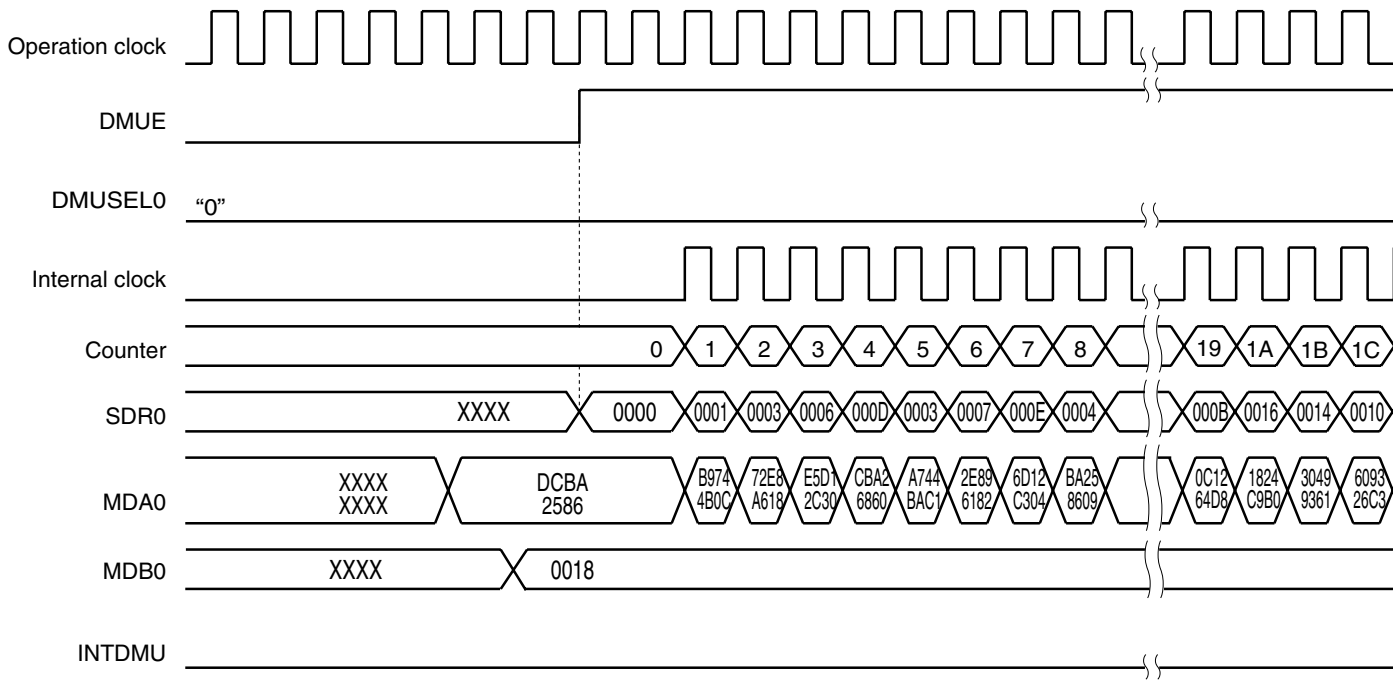 Operation clock
DMUE
DMUSEL0 “0”
Internal clock
Counter 0 1 2 3 4 5 6 7 8 19 1A 1B 1C
SDR0 XXXX 0000 0001 0003 0006 000D 0003 0007 000E 0004 000B 0016 0014 0010
XXXX DCBA B974 72E8 E5D1 CBA2 A744 2E89 6D12 BA25 0C12 1824 3049 6093
MDA0 XXXX 2586 4B0C A618 2C30 6860 BAC1 6182 C304 8609 64D8 C9B0 9361 26C3
MDB0 XXXX 0018
INTDMU